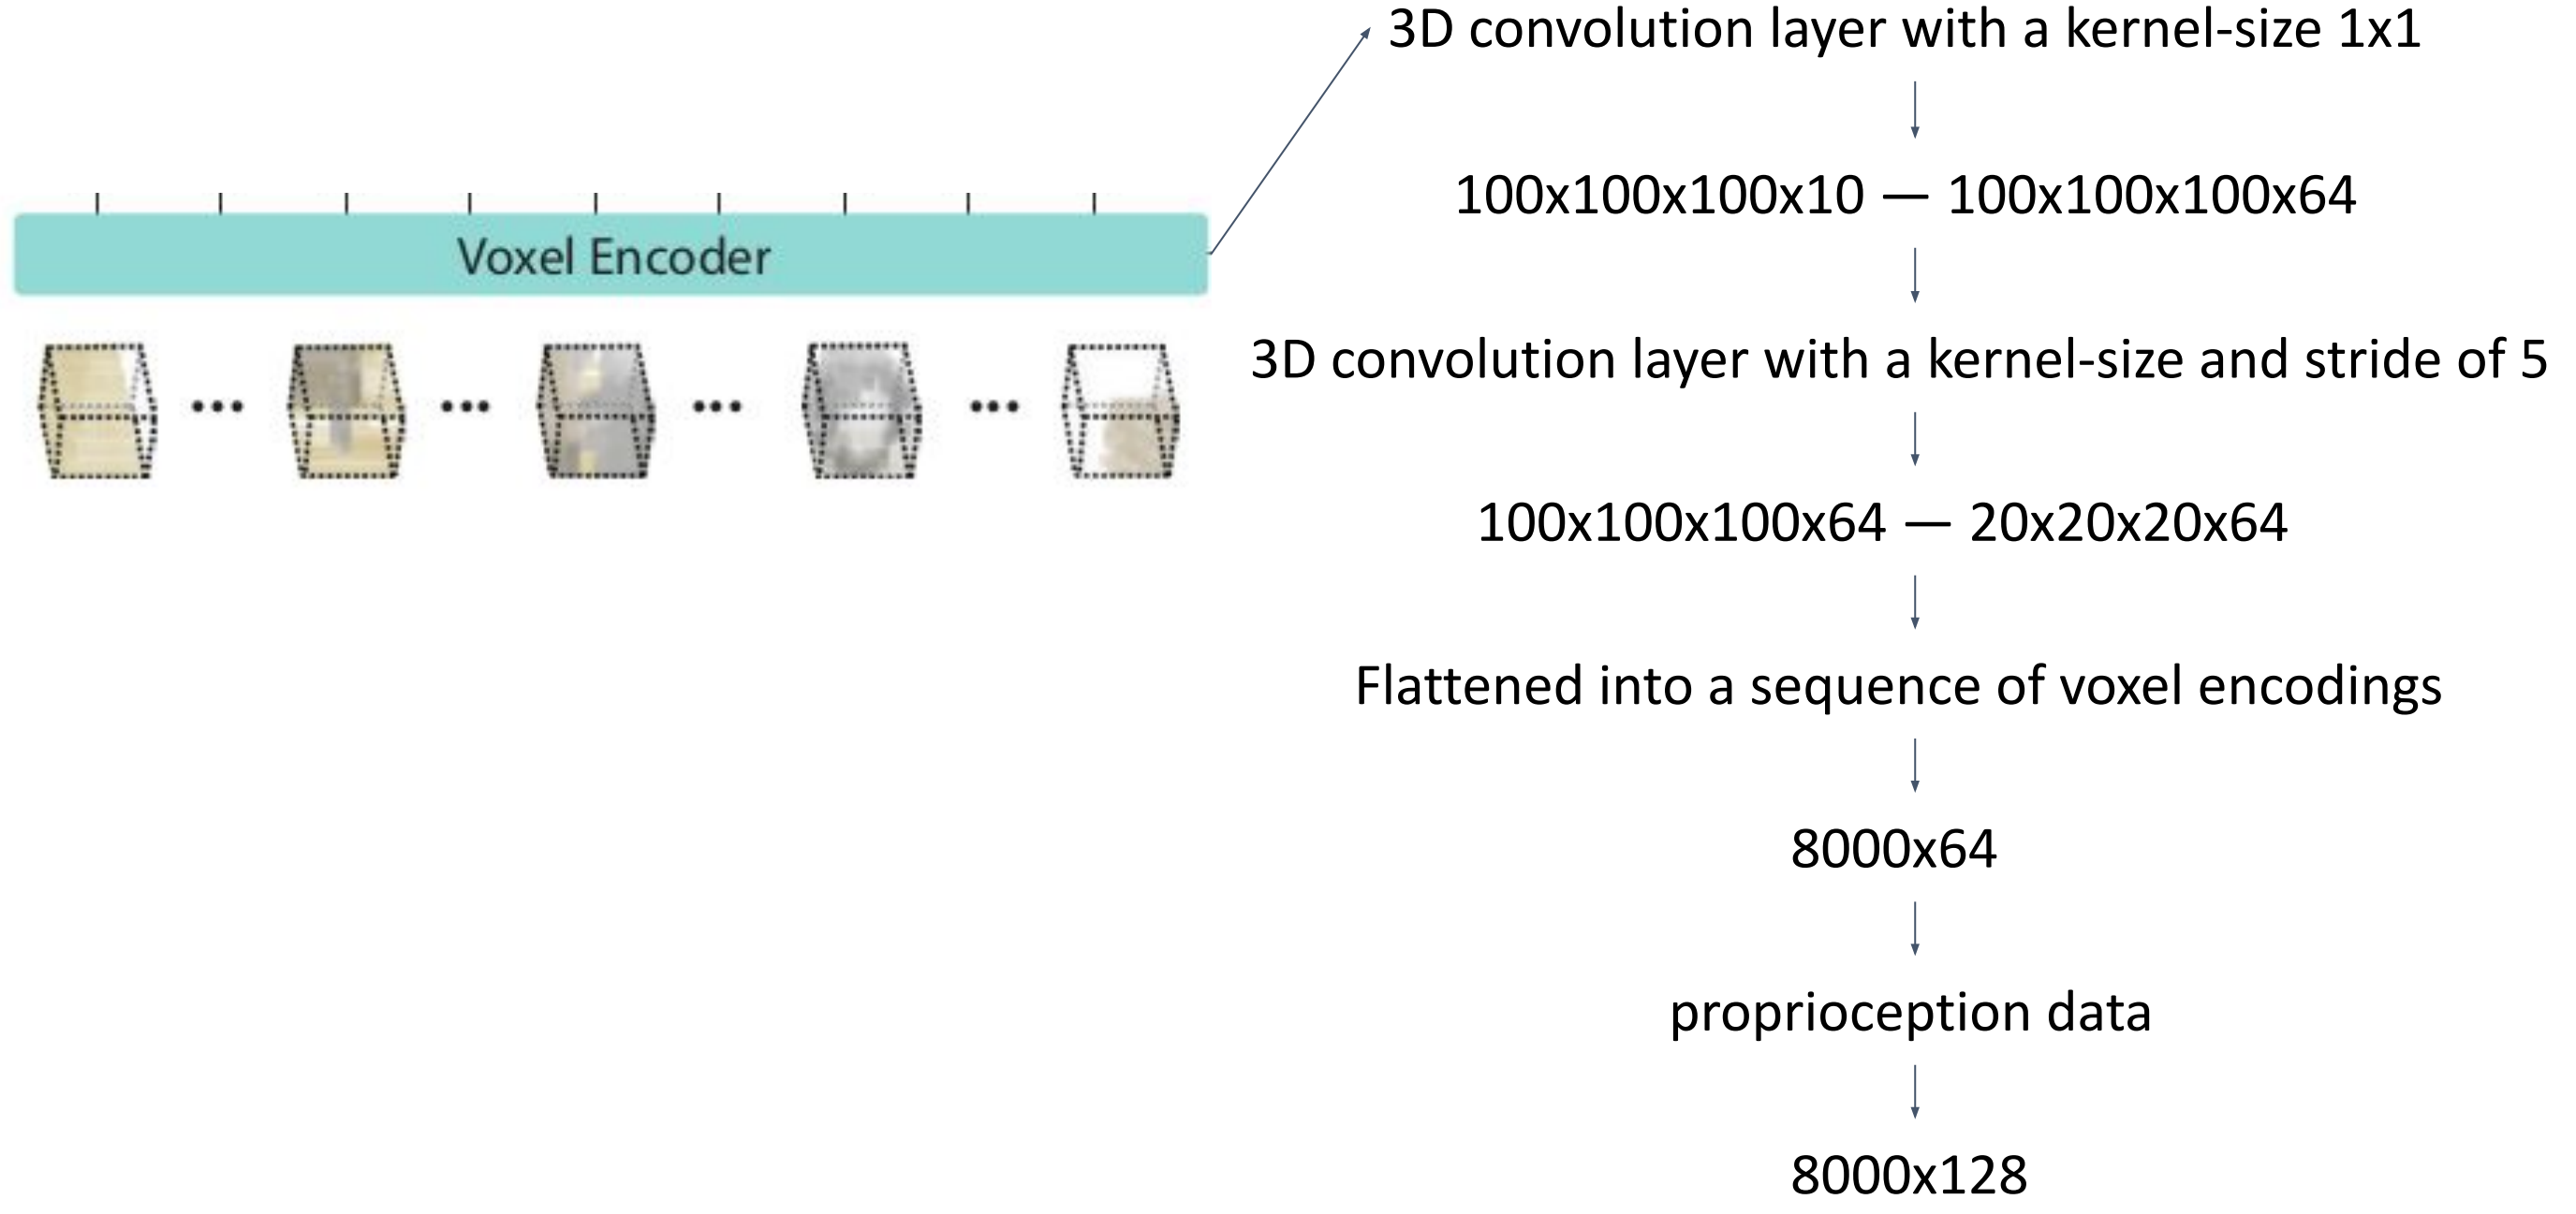 3D convolution layer with a kernel-size 1x1
100x100x100x10 — 100x100x100x64
Voxel Encoder
3D convolution layer with a kernel-size and stride of 5
100x100x100x64 — 20x20x20x64
Flattened into a sequence of voxel encodings
8000x64
proprioception data
8000x128